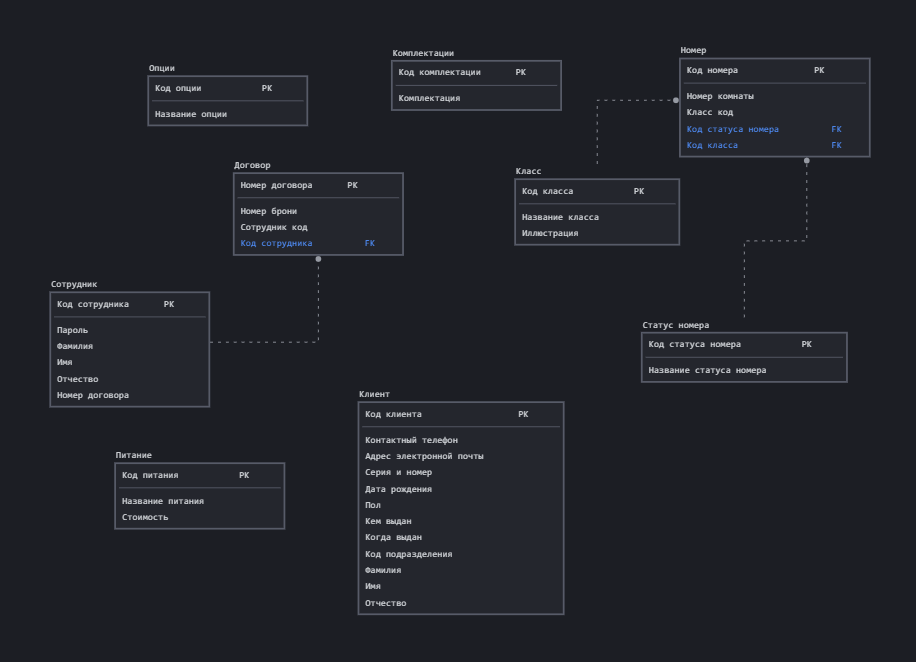 Опции
Код опции PK
Название опции
Комплектации
Код комплектации PK
Комплектация
Номер
Код номера PK
Номер комнаты
Класс код
Код статуса номера FK
Код класса FK
Договор
Номер договора PK
Номер брони
Сотрудник код
Код сотрудника FK
Класс
Код класса PK
Название класса
Иллюстрация
Сотрудник
Код сотрудника PK
Пароль
Фамилия
Имя
Отчество
Номер договора
Статус номера
Код статуса номера PK
Название статуса номера
Клиент
Код клиента PK
Контактный телефон
Адрес электронной почты
Серия и номер
Дата рождения
Пол
Кем выдан
Когда выдан
Код подразделения
Фамилия
Имя
Отчество
Питание
Код питания PK
Название питания
Стоимость